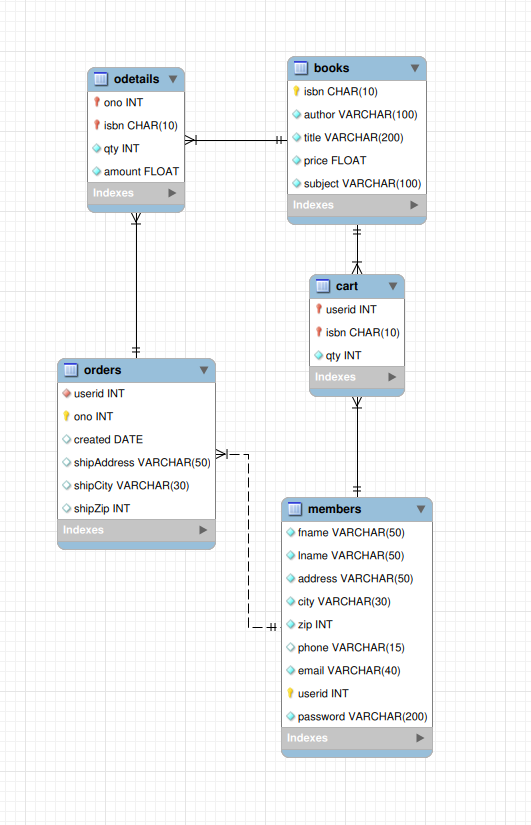 odetails
ono INT
isbn CHAR(10)
qty INT
amount FLOAT
Indexes
books
isbn CHAR(10)
author VARCHAR(100)
title VARCHAR(200)
price FLOAT
subject VARCHAR(100)
Indexes
cart
userid INT
isbn CHAR(10)
qty INT
Indexes
orders
userid INT
ono INT
created DATE
shipAddress VARCHAR(50)
shipCity VARCHAR(30)
shipZip INT
Indexes
members
fname VARCHAR(50)
lname VARCHAR(50)
address VARCHAR(50)
city VARCHAR(30)
zip INT
phone VARCHAR(15)
email VARCHAR(40)
userid INT
password VARCHAR(200)
Indexes